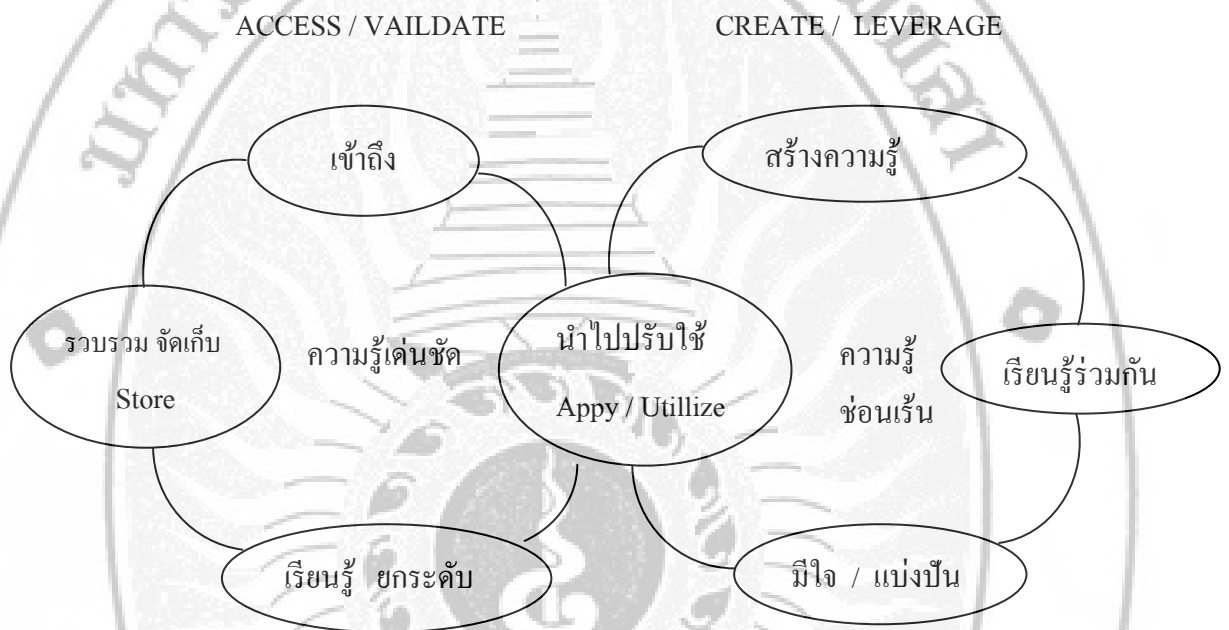 ACCESS / VAILDATE
CREATE / LEVERAGE
เข้าถึง
สร้างความรู้
รวบรวม จัดเก็บ
Store
ความรู้เด่นชัด
นำไปปรับใช้
Appy / Utillize
ความรู้
ซ่อนเร้น
เรียนรู้ร่วมกัน
เรียนรู้ ยกระดับ
มีใจ / แบ่งปัน